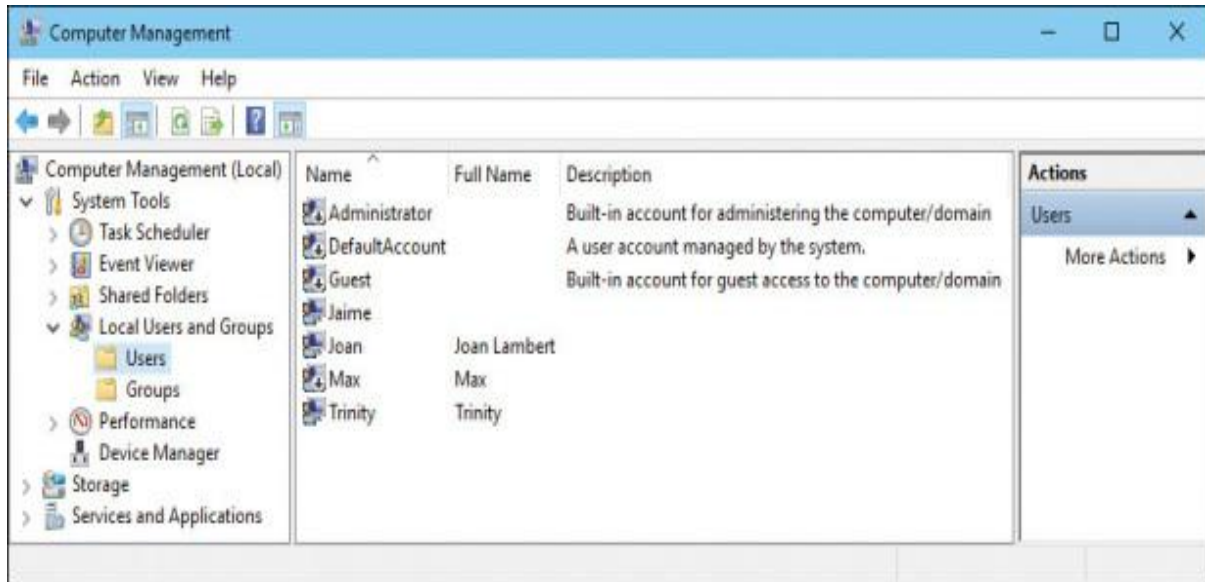 Computer Management
File Action View Help
Computer Management (Local)
System Tools
Task Scheduler
Event Viewer
Shared Folders
Local Users and Groups
Users
Groups
Performance
Device Manager
Storage
Services and Applications
Name Full Name Description
Administrator Built-in account for administering the computer/domain
DefaultAccount A user account managed by the system.
Guest Built-in account for guest access to the computer/domain
Jaime
Joan Joan Lambert
Max Max
Trinity Trinity
Actions
Users
More Actions